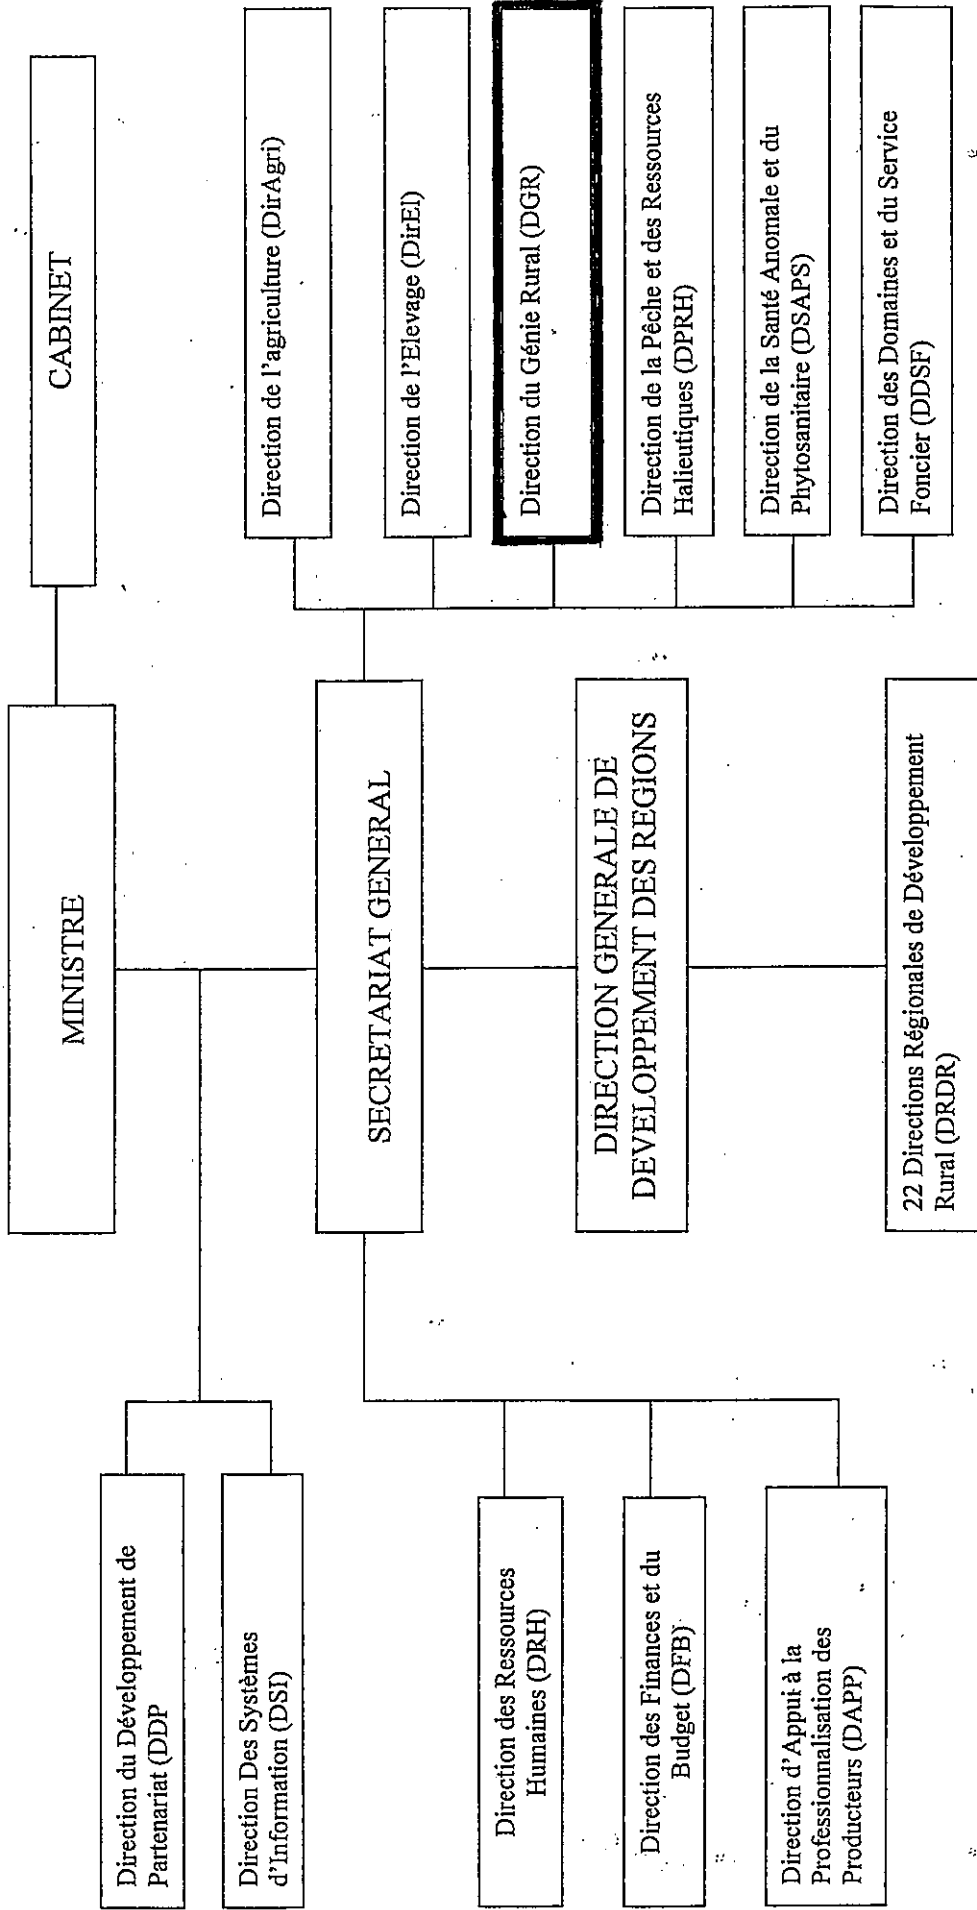 MINISTRE
CABINET
Direction du Développement de
Partenariat (DDP
Direction Des Systèmes
d'Information (DSI)
SECRETARIAT GENERAL
Direction des Ressources
Humaines (DRH)
Direction des Finances et du
Budget (DFB)
Direction d'Appui à la
Professionnalisation des
Producteurs (DAPP)
Direction de l'agriculture (DirAgri)
Direction de l'Elevage (DirEl)
Direction du Génie Rural (DGR)
Direction de la Pêche et des Ressources
Halieutiques (DPRH)
Direction de la Santé Anomale et du
Phytosanitaire (DSAPS)
Direction des Domaines et du Service
Foncier (DDSF)
DIRECTION GENERALE DE
DEVELOPPEMENT DES REGIONS
22 Directions Régionales de Développement
Rural (DRDR)